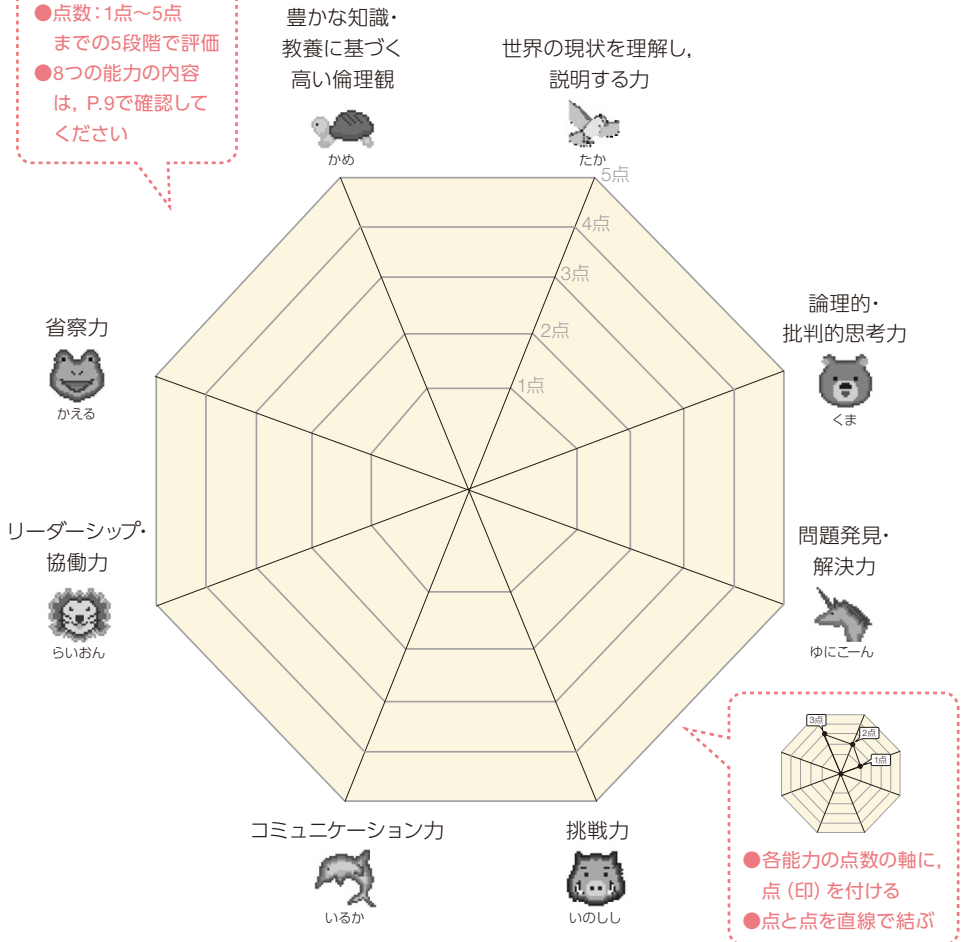 ●点数：1点〜5点
までの5段階で評価
●8つの能力の内容
は，P.9で確認して
ください
豊かな知識・
教養に基づく
高い倫理観
かめ
世界の現状を理解し，
説明する力
たか
5点
4点
3点
2点
1点
論理的・
批判的思考力
くま
省察力
かえる
リーダーシップ・
協働力
らいおん
問題発見・
解決力
ゆにこーん
コミュニケーション力
いるか
挑戦力
いのしし
3点
2点
1点
●各能力の点数の軸に，
点（印）を付ける
●点と点を直線で結ぶ